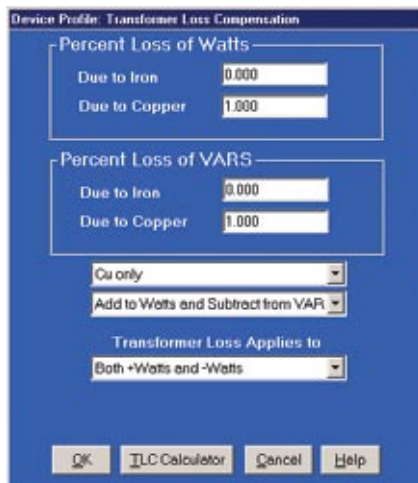 Device Profile: Transformer Loss Compensation
Percent Loss of Watts
Due to Iron 0.000
Due to Copper 1.000
Percent Loss of VARS
Due to Iron 0.000
Due to Copper 1.000
Cu only
Add to Watts and Subtract from VAR
Transformer Loss Applies to
Both +Watts and -Watts
OK TLC Calculator Cancel Help